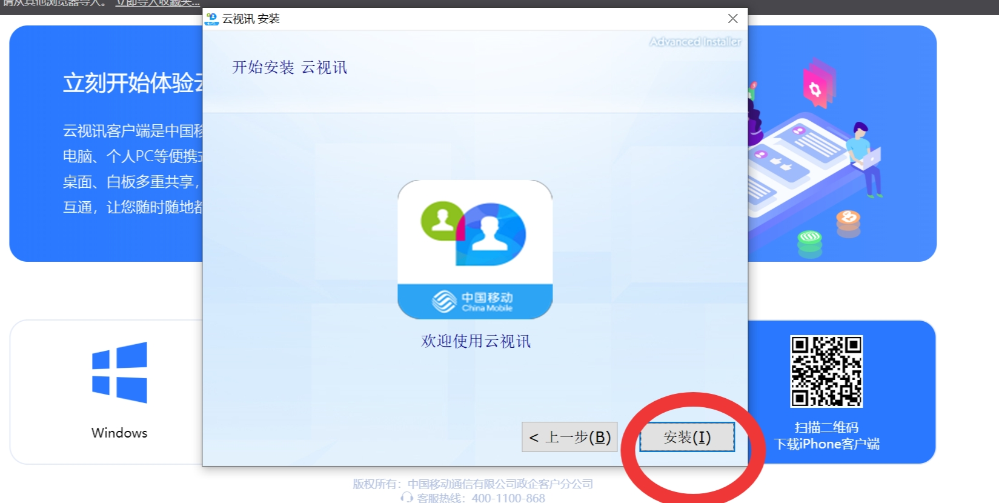 请从其他浏览器导入。 立即导入收藏夹...
云视讯 安装
Advanced Installer
开始安装 云视讯
立刻开始体验
云视讯客户端是中国移
电脑、个人PC等便携式
桌面、白板多重共享，
互通，让您随时随地都
中国移动
China Mobile
欢迎使用云视讯
< 上一步(B)
安装(I)
Windows
扫描二维码
下载iPhone客户端
版权所有：中国移动通信有限公司政企客户分公司
客服热线：400-1100-868